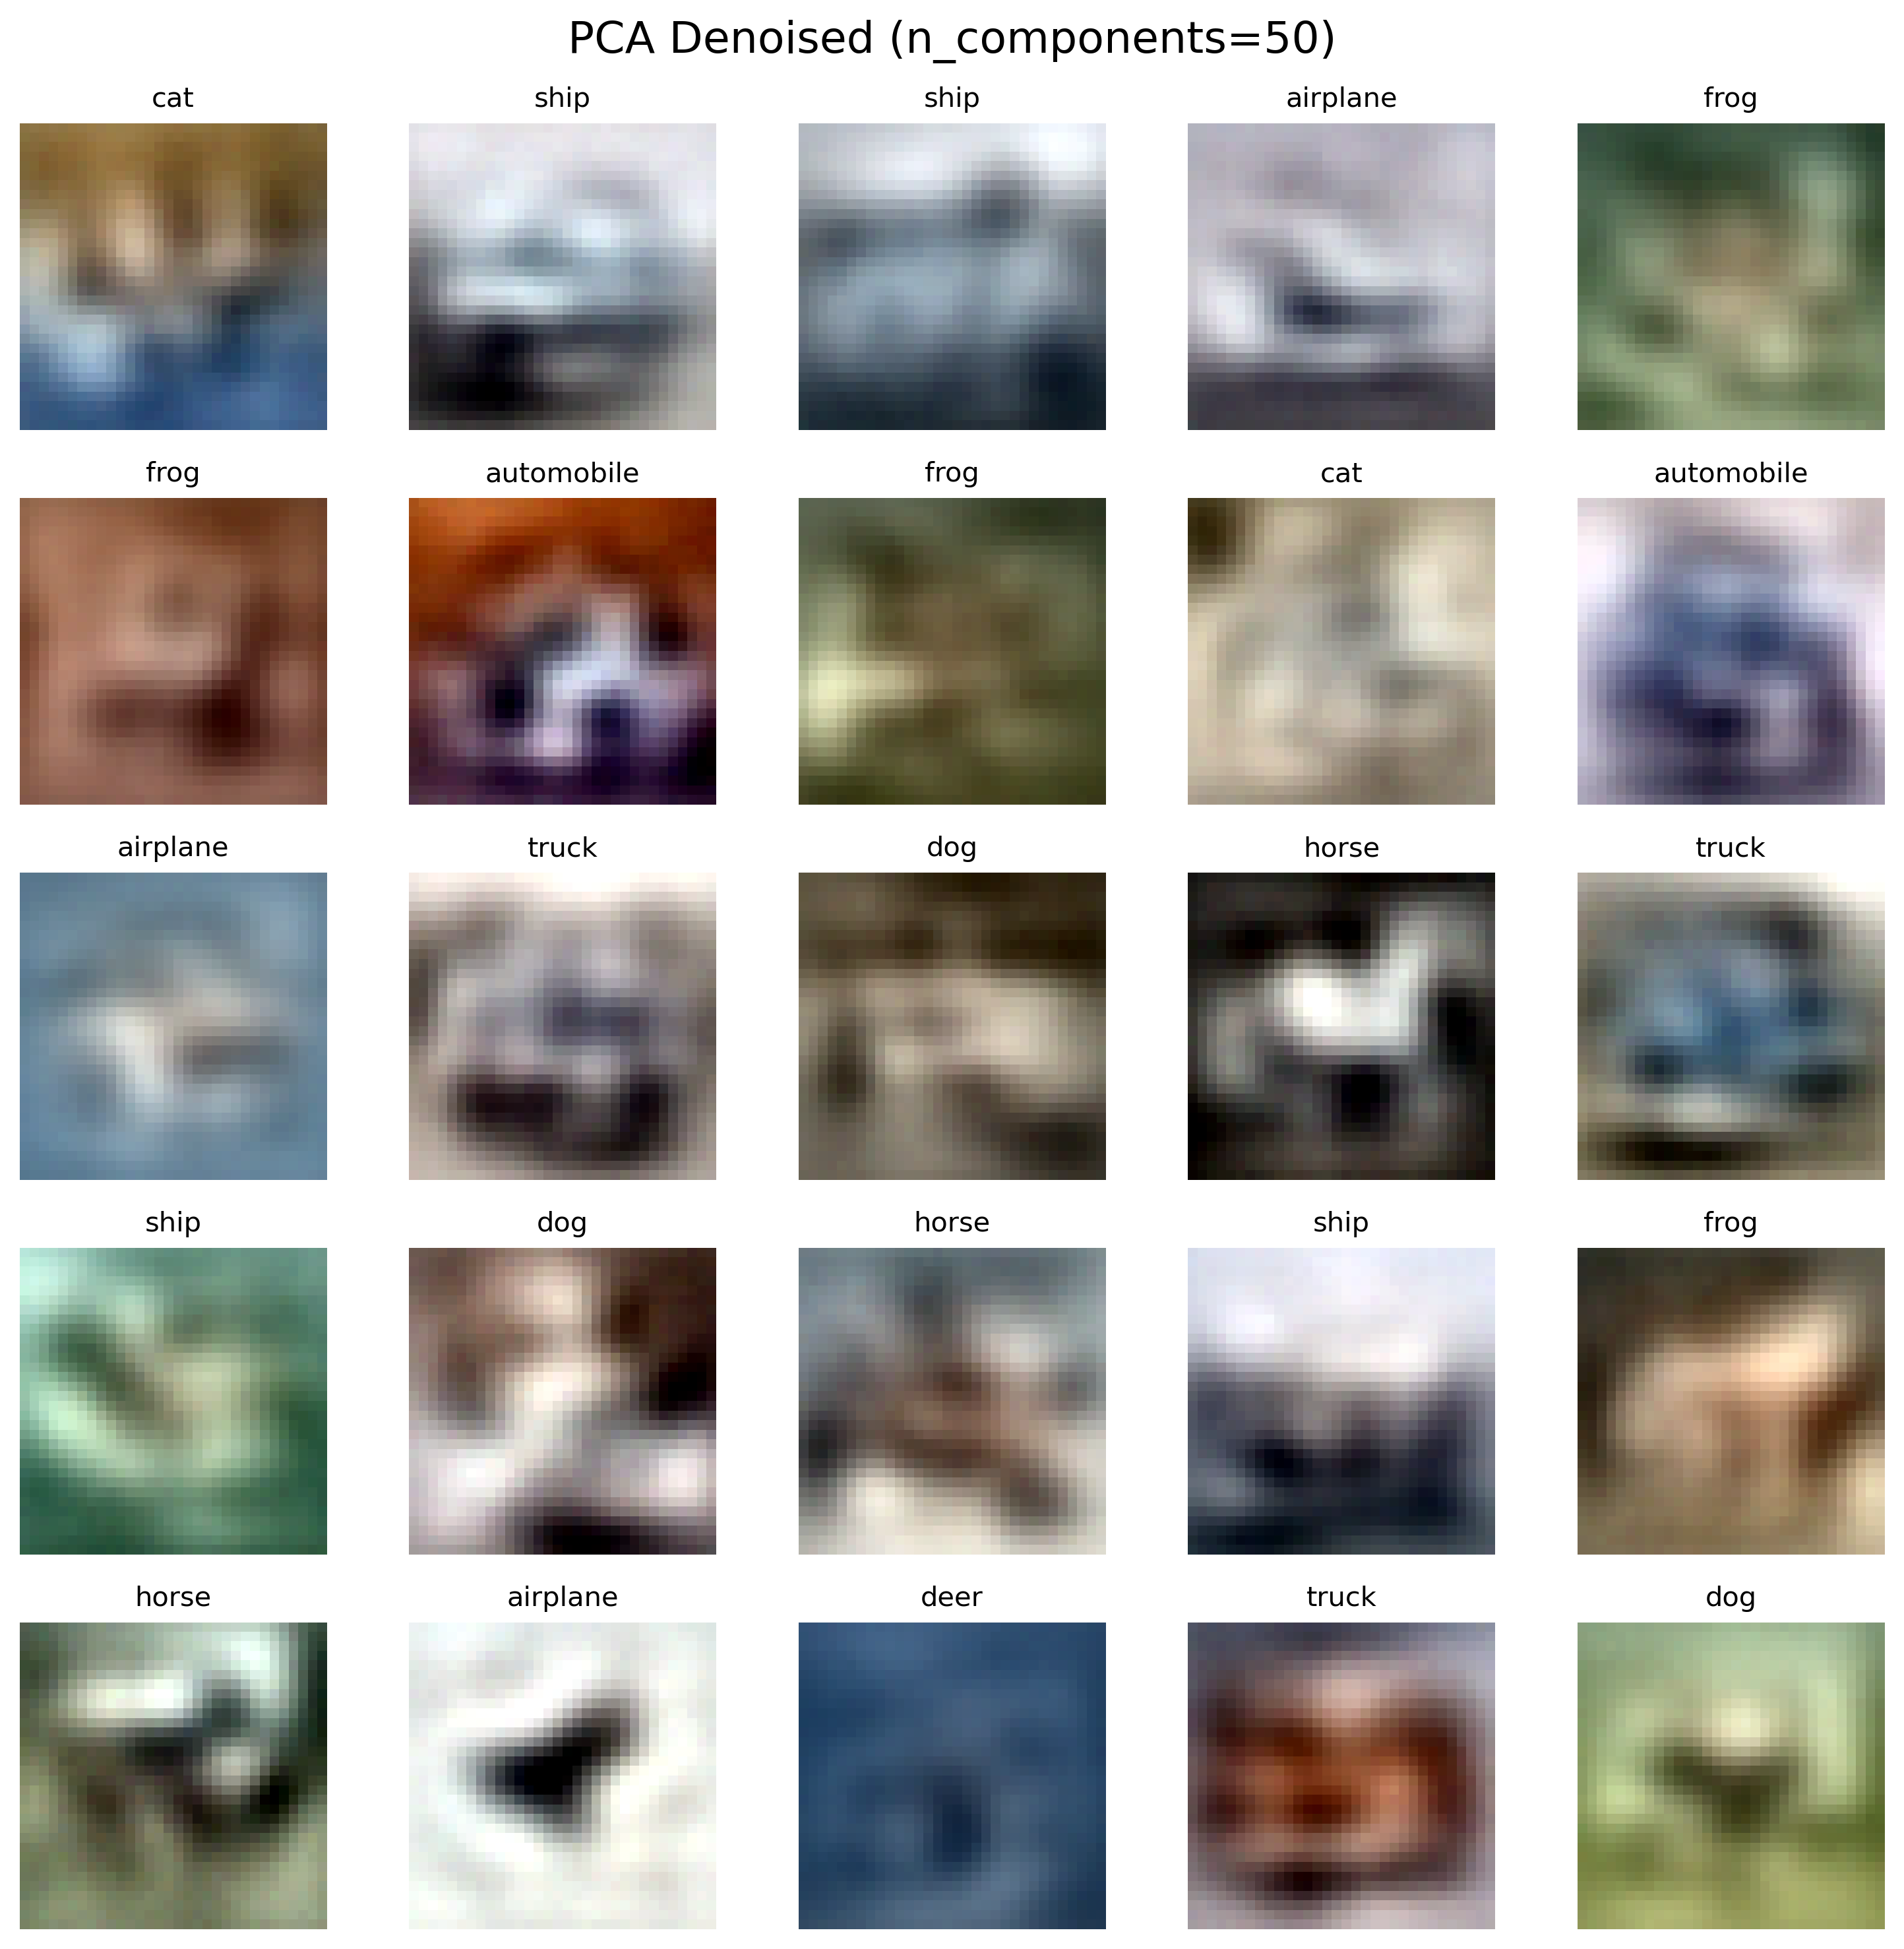 PCA Denoised (n_components=50)
cat ship ship airplane frog
frog automobile frog cat automobile
airplane truck dog horse truck
ship dog horse ship frog
horse airplane deer truck dog